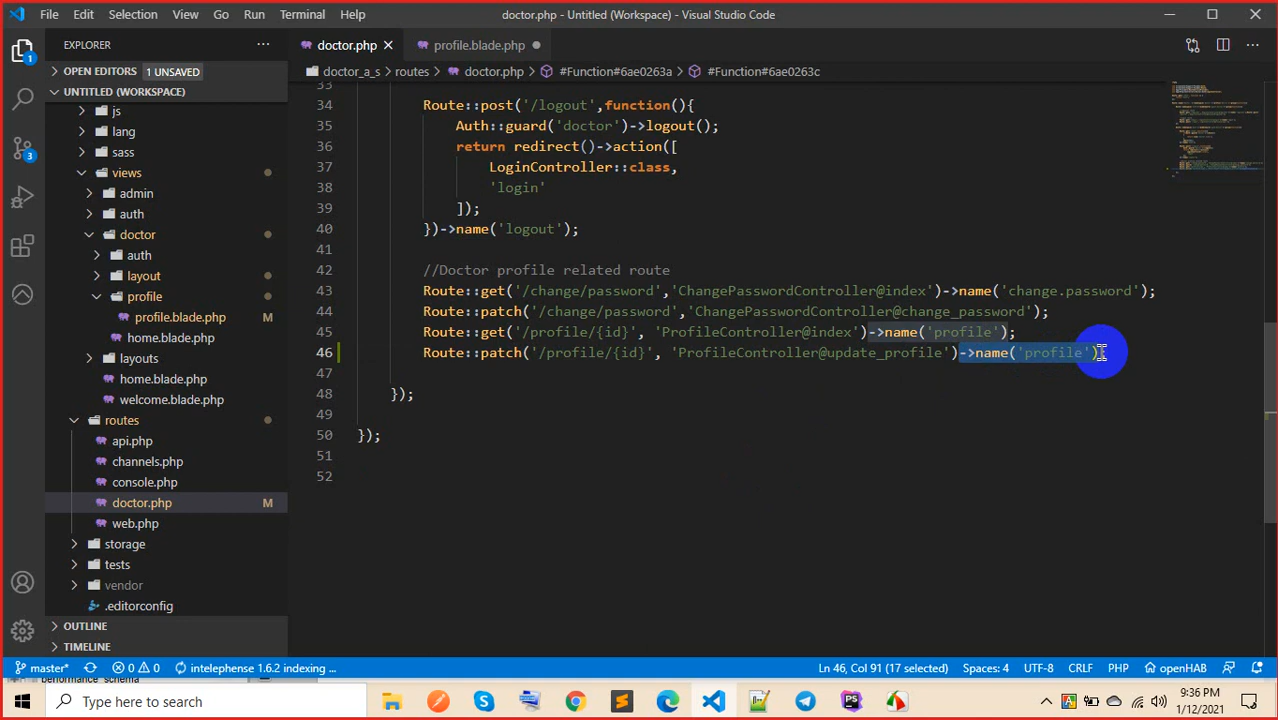 File Edit Selection View Go Run Terminal Help doctor.php - Untitled (Workspace) - Visual Studio Code
EXPLORER ... doctor.php profile.blade.php
OPEN EDITORS 1 UNSAVED
doctor_a_s > routes > doctor.php > #Function#6ae0263a > #Function#6ae0263c
UNTITLED (WORKSPACE)
js
lang
sass
views
admin
auth
doctor
auth
layout
profile
profile.blade.php M
home.blade.php
layouts
home.blade.php
welcome.blade.php
routes
api.php
channels.php
console.php
doctor.php M
web.php
storage
tests
vendor
.editorconfig
OUTLINE
TIMELINE
1
3
33
34 Route::post('/logout',function(){
35 Auth::guard('doctor')->logout();
36 return redirect()->action([
37 LoginController::class,
38 'login'
39 ]);
40 })->name('logout');
41
42 //Doctor profile related route
43 Route::get('/change/password','ChangePasswordController@index')->name('change.password');
44 Route::patch('/change/password','ChangePasswordController@change_password');
45 Route::get('/profile/{id}', 'ProfileController@index')->name('profile');
46 Route::patch('/profile/{id}', 'ProfileController@update_profile')->name('profile');
47
48 });
49
50 });
51
52
master* 0 0 intelephense 1.6.2 indexing ... Ln 46, Col 91 (17 selected) Spaces: 4 UTF-8 CRLF PHP openHAB
performance_schema
Type here to search
9:36 PM
1/12/2021